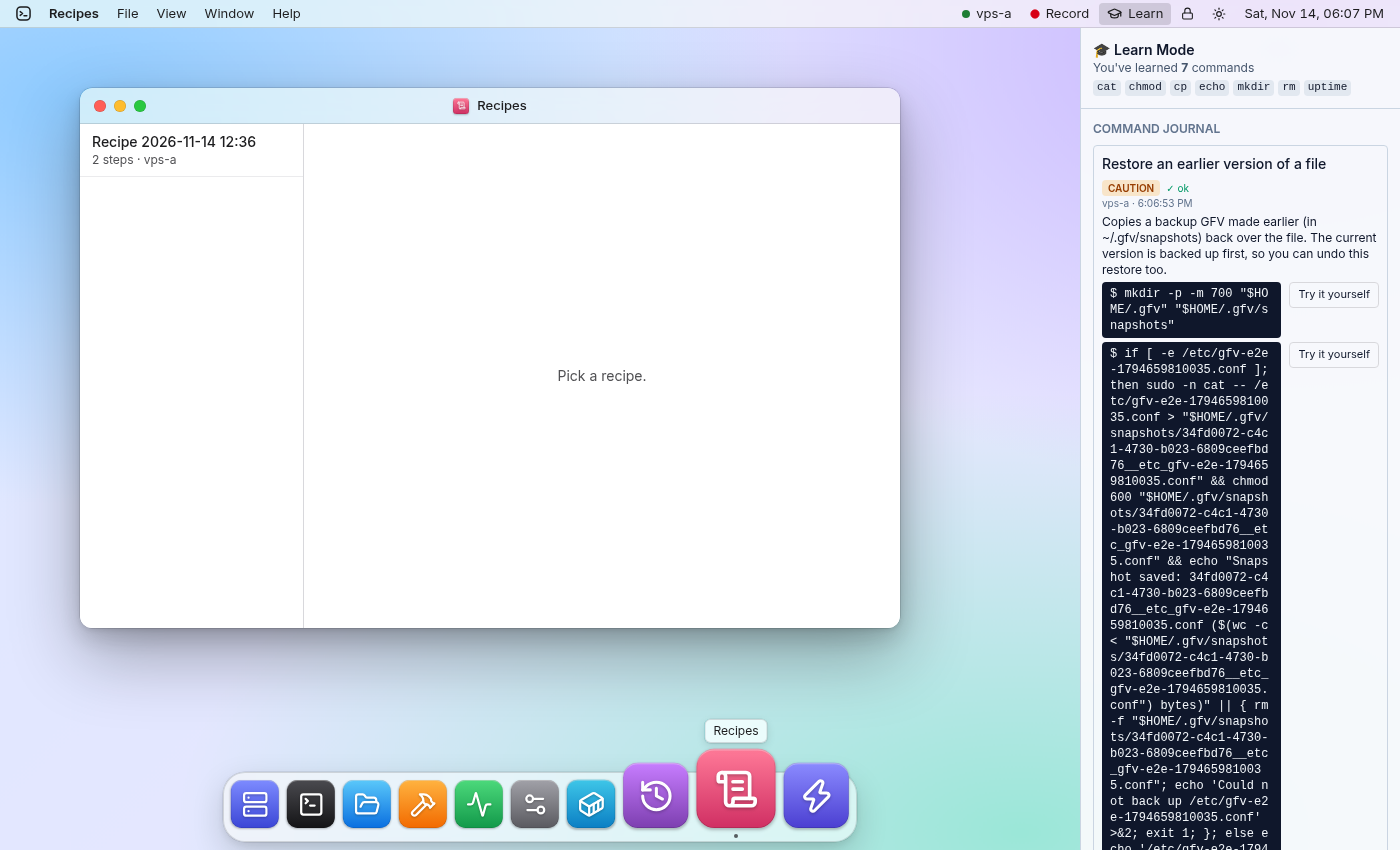 Recipes File View Window Help vps-a Record Learn Sat, Nov 14, 06:07 PM
Recipes
Recipe 2026-11-14 12:36
2 steps · vps-a
Pick a recipe.
Recipes
🎓 Learn Mode
You've learned 7 commands
cat chmod cp echo mkdir rm uptime
COMMAND JOURNAL
Restore an earlier version of a file
CAUTION ✓ ok
vps-a · 6:06:53 PM
Copies a backup GFV made earlier (in
~/.gfv/snapshots) back over the file. The current
version is backed up first, so you can undo this
restore too.
$ mkdir -p -m 700 "$HO
ME/.gfv" "$HOME/.gfv/s
napshots"
Try it yourself
$ if [ -e /etc/gfv-e2e
-1794659810035.conf ];
then sudo -n cat -- /e
tc/gfv-e2e-17946598100
35.conf > "$HOME/.gfv/
snapshots/34fd0072-c4c
1-4730-b023-6809ceefbd
76__etc_gfv-e2e-179465
9810035.conf" && chmod
600 "$HOME/.gfv/snapsh
ots/34fd0072-c4c1-4730
-b023-6809ceefbd76__et
c_gfv-e2e-179465981003
5.conf" && echo "Snaps
hot saved: 34fd0072-c4
c1-4730-b023-6809ceefb
d76__etc_gfv-e2e-17946
59810035.conf ($(wc -c
< "$HOME/.gfv/snapshot
s/34fd0072-c4c1-4730-b
023-6809ceefbd76__etc_
gfv-e2e-1794659810035.
conf") bytes)" || { rm
-f "$HOME/.gfv/snapsho
ts/34fd0072-c4c1-4730-
b023-6809ceefbd76__etc
_gfv-e2e-179465981003
5.conf"; echo 'Could n
ot back up /etc/gfv-e2
e-1794659810035.conf'
>&2; exit 1; }; else e
cho '/etc/gfv-e2e-1794
Try it yourself